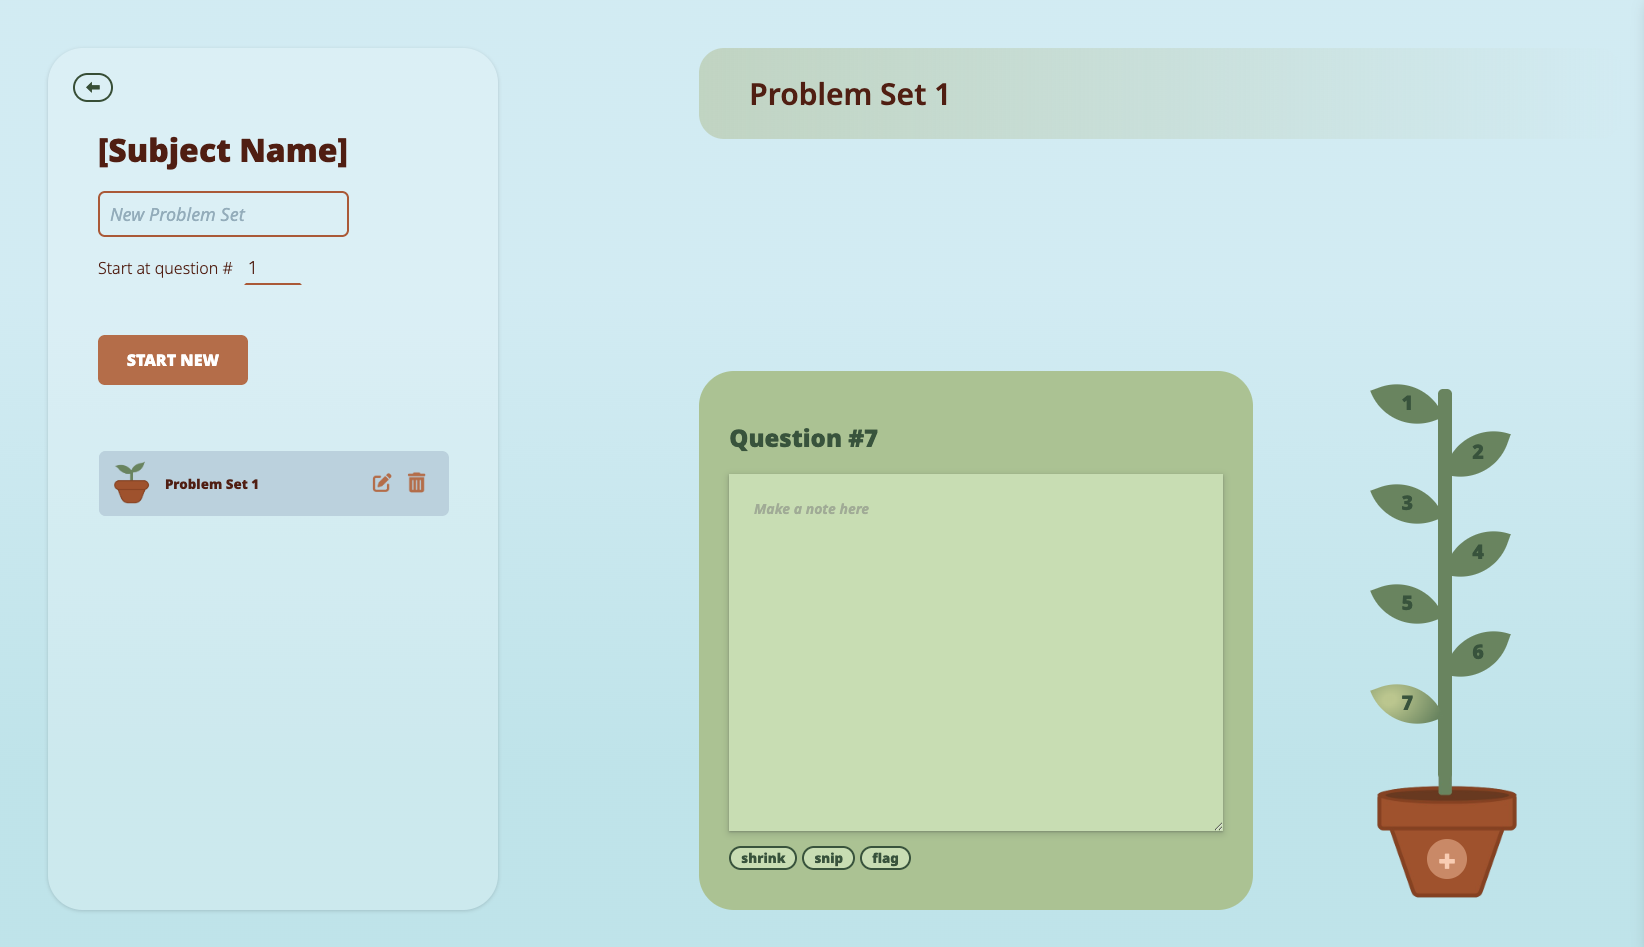 [Subject Name]
New Problem Set
Start at question # 1
START NEW
Problem Set 1
Problem Set 1
Question #7
Make a note here
shrink snip flag
1
2
3
4
5
6
7